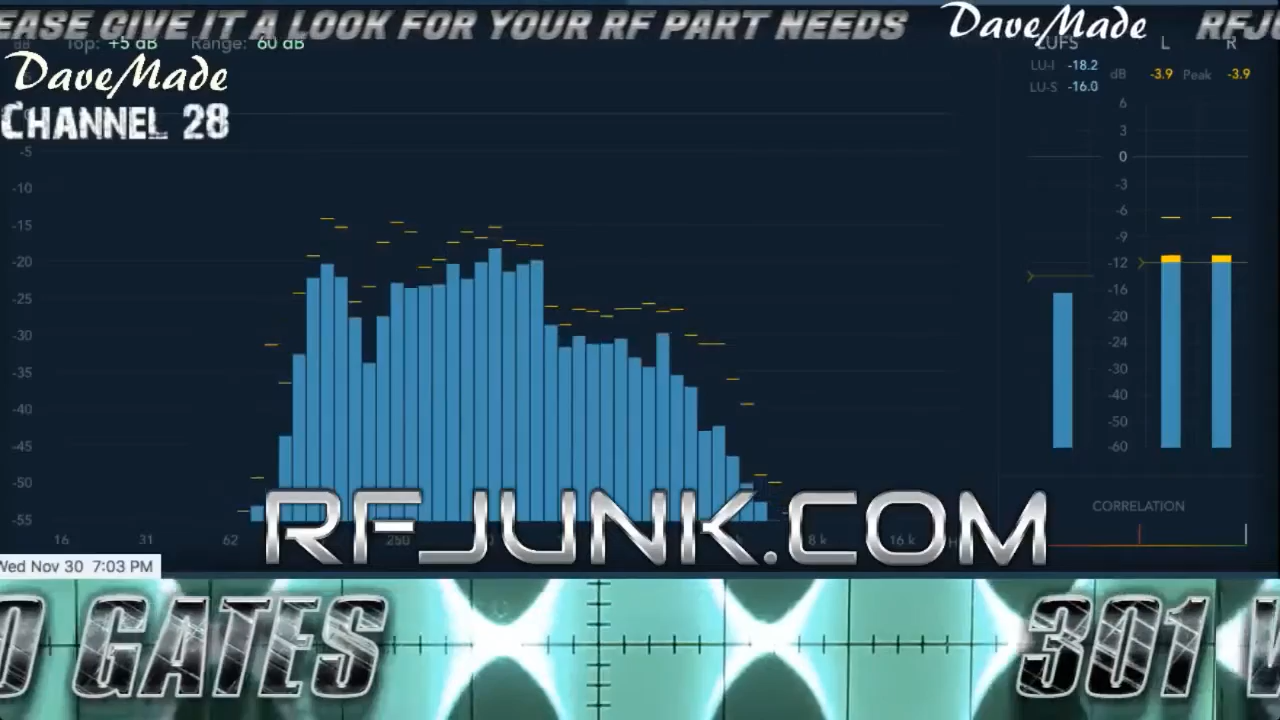 EASE GIVE IT A LOOK FOR YOUR RF PART NEEDS DaveMade RFJU
dB Top: +5 dB Range: 60 dB
LUFS L R
DaveMade
LU-I -18.2 dB -3.9 Peak -3.9
LU-S -16.0
CHANNEL 28
-5
-10
-15
-20
-25
-30
-35
-40
-45
-50
-55
6
3
0
-3
-6
-9
-12
-16
-20
-24
-30
-40
-50
-60
CORRELATION
RFJUNK.COM
16 31 62 250 8 k 16 k
Wed Nov 30 7:03 PM
GATES 301